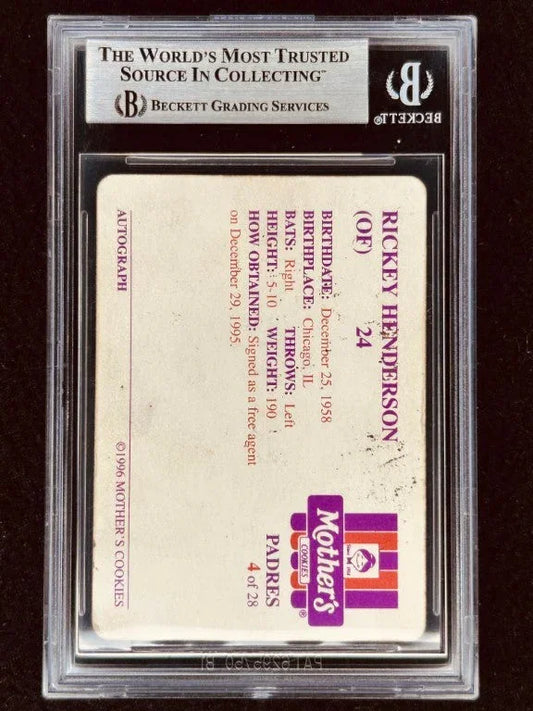 THE WORLD'S MOST TRUSTED
SOURCE IN COLLECTING™
B BECKETT GRADING SERVICES
B
BECKETT®
RICKEY HENDERSON
24
(OF)
BIRTHDATE: December 25, 1958
BIRTHPLACE: Chicago, IL
BATS: Right THROWS: Left
HEIGHT: 5-10 WEIGHT: 190
HOW OBTAINED: Signed as a free agent
on December 29, 1995.
Mother's®
COOKIES
PADRES
4 of 28
AUTOGRAPH
©1996 MOTHER'S COOKIES